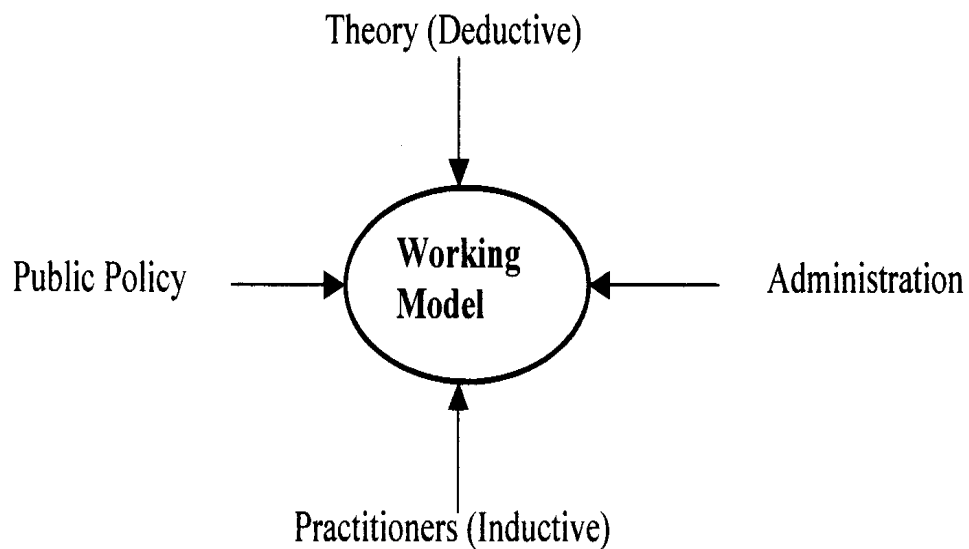 Theory (Deductive)
Working
Model
Public Policy
Administration
Practitioners (Inductive)